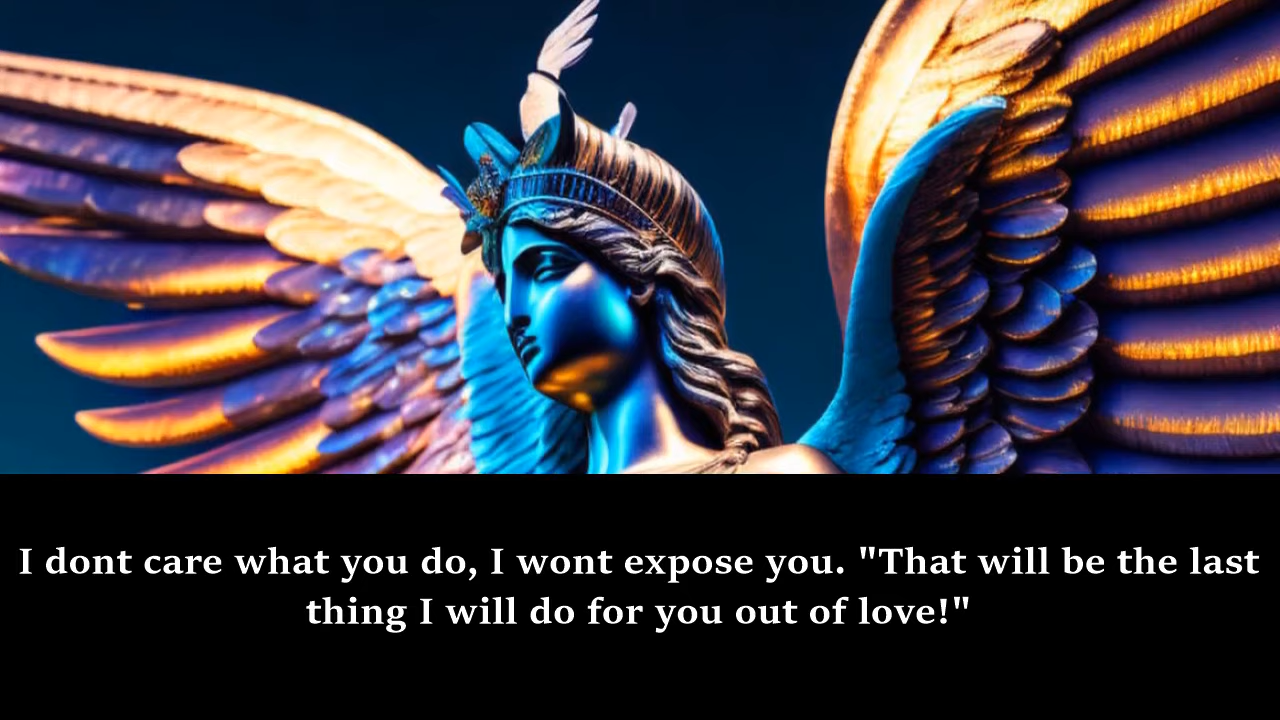 I dont care what you do, I wont expose you. "That will be the last
thing I will do for you out of love!"